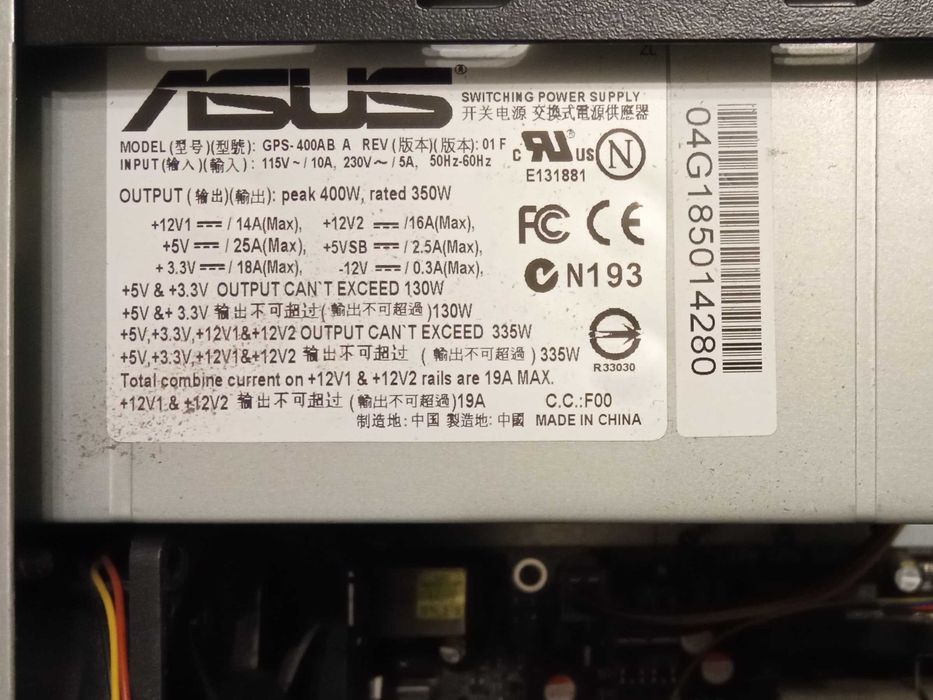 ZL
ASUS®
SWITCHING POWER SUPPLY
开关电源 交換式電源供應器
MODEL (型号)(型號): GPS-400AB A REV (版本)(版本): 01 F
INPUT (输入)(輸入): 115V~ / 10A, 230V~ / 5A, 50Hz-60Hz
c RU® US N
E131881
OUTPUT (输出)(輸出): peak 400W, rated 350W
+12V1 ⎓ / 14A(Max), +12V2 ⎓ /16A(Max),
+5V ⎓ / 25A(Max), +5VSB ⎓ / 2.5A(Max),
+ 3.3V ⎓ / 18A(Max), -12V ⎓ / 0.3A(Max),
FC CE
N193
+5V & +3.3V OUTPUT CAN`T EXCEED 130W
+5V &+ 3.3V 输出不可超过(輸出不可超過)130W
+5V,+3.3V,+12V1&+12V2 OUTPUT CAN`T EXCEED 335W
+5V,+3.3V,+12V1&+12V2 输出不可超过 (輸出不可超過) 335W
R33030
Total combine current on +12V1 & +12V2 rails are 19A MAX.
+12V1 & +12V2 输出不可超过 (輸出不可超過)19A
C.C.:F00
制造地: 中国 製造地: 中國 MADE IN CHINA
04G185014280